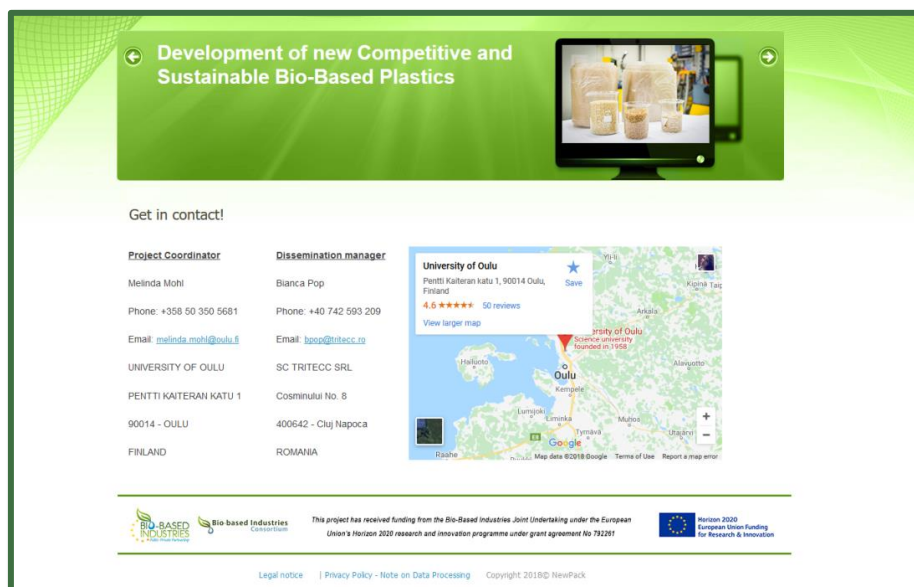 Development of new Competitive and
Sustainable Bio-Based Plastics
Get in contact!
Project Coordinator
Melinda Mohl
Phone: +358 50 350 5681
Email: melinda.mohl@oulu.fi
UNIVERSITY OF OULU
PENTTI KAITERAN KATU 1
90014 - OULU
FINLAND
Dissemination manager
Bianca Pop
Phone: +40 742 593 209
Email: bpop@tritecc.ro
SC TRITECC SRL
Cosminului No. 8
400642 - Cluj Napoca
ROMANIA
University of Oulu
Pentti Kaiteran katu 1, 90014 Oulu,
Finland
Save
4.6 50 reviews
View larger map
Yli-Ii
Kipinä
Arkala
ersity of Oulu
Science university
founded in 1958
Hailuoto
Oulu
Alavuotto
Kempele
Lumijoki
Liminka
Muhos
Tyrnävä
Utajärvi
Raahe
+
−
Google
Map data ©2018 Google Terms of Use Report a map error
BIO-BASED
INDUSTRIES
Public-Private Partnership
Bio-based Industries
Consortium
This project has received funding from the Bio-Based Industries Joint Undertaking under the European
Union's Horizon 2020 research and innovation programme under grant agreement No 792261
Horizon 2020
European Union Funding
for Research & Innovation
Legal notice | Privacy Policy - Note on Data Processing Copyright 2018© NewPack